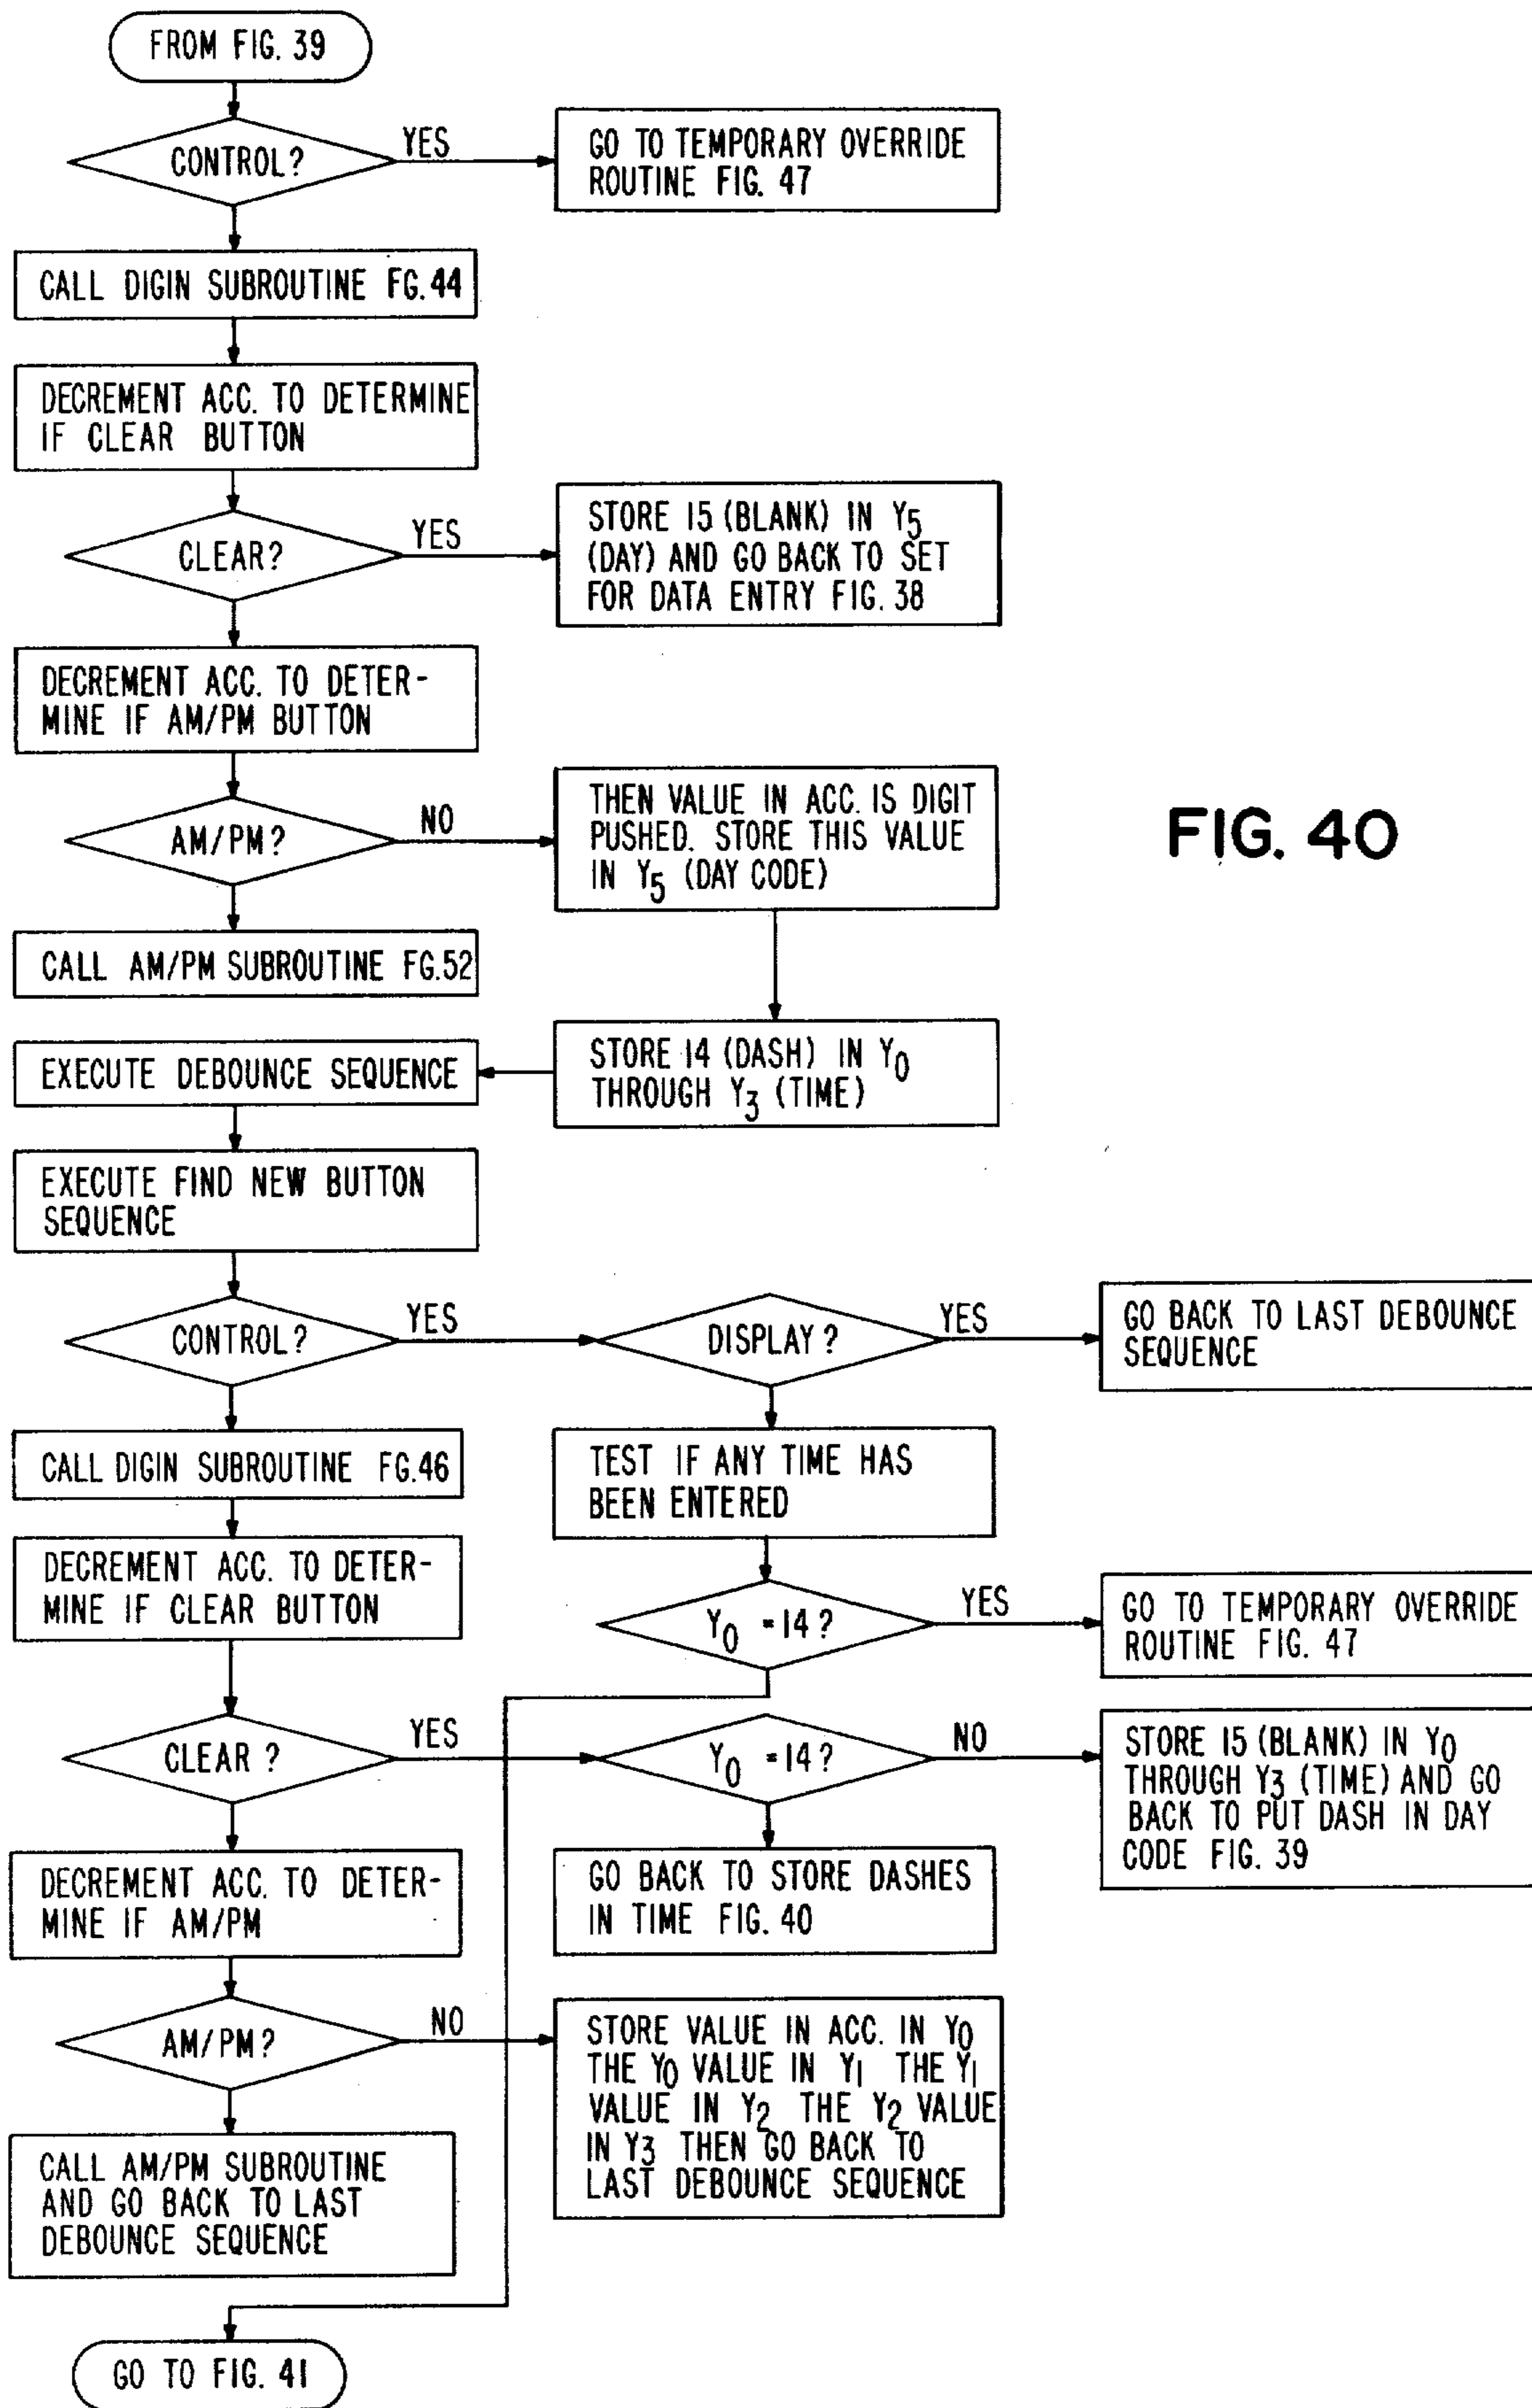 FROM FIG. 39
CONTROL?
YES
GO TO TEMPORARY OVERRIDE
ROUTINE FIG. 47
CALL DIGIN SUBROUTINE FG.44
DECREMENT ACC. TO DETERMINE
IF CLEAR BUTTON
CLEAR?
YES
STORE 15 (BLANK) IN Y5
(DAY) AND GO BACK TO SET
FOR DATA ENTRY FIG. 38
DECREMENT ACC. TO DETER-
MINE IF AM/PM BUTTON
AM/PM?
NO
THEN VALUE IN ACC. IS DIGIT
PUSHED. STORE THIS VALUE
IN Y5 (DAY CODE)
FIG. 40
CALL AM/PM SUBROUTINE FG.52
STORE 14 (DASH) IN Y0
THROUGH Y3 (TIME)
EXECUTE DEBOUNCE SEQUENCE
EXECUTE FIND NEW BUTTON
SEQUENCE
CONTROL?
YES
DISPLAY?
YES
GO BACK TO LAST DEBOUNCE
SEQUENCE
CALL DIGIN SUBROUTINE FG.46
TEST IF ANY TIME HAS
BEEN ENTERED
DECREMENT ACC. TO DETER-
MINE IF CLEAR BUTTON
Y0 = 14?
YES
GO TO TEMPORARY OVERRIDE
ROUTINE FIG. 47
CLEAR ?
YES
Y0 = 14?
NO
STORE 15 (BLANK) IN Y0
THROUGH Y3 (TIME) AND GO
BACK TO PUT DASH IN DAY
CODE FIG. 39
DECREMENT ACC. TO DETER-
MINE IF AM/PM
GO BACK TO STORE DASHES
IN TIME FIG. 40
AM/PM?
NO
STORE VALUE IN ACC. IN Y0
THE Y0 VALUE IN Y1 THE Y1
VALUE IN Y2 THE Y2 VALUE
IN Y3 THEN GO BACK TO
LAST DEBOUNCE SEQUENCE
CALL AM/PM SUBROUTINE
AND GO BACK TO LAST
DEBOUNCE SEQUENCE
GO TO FIG. 41